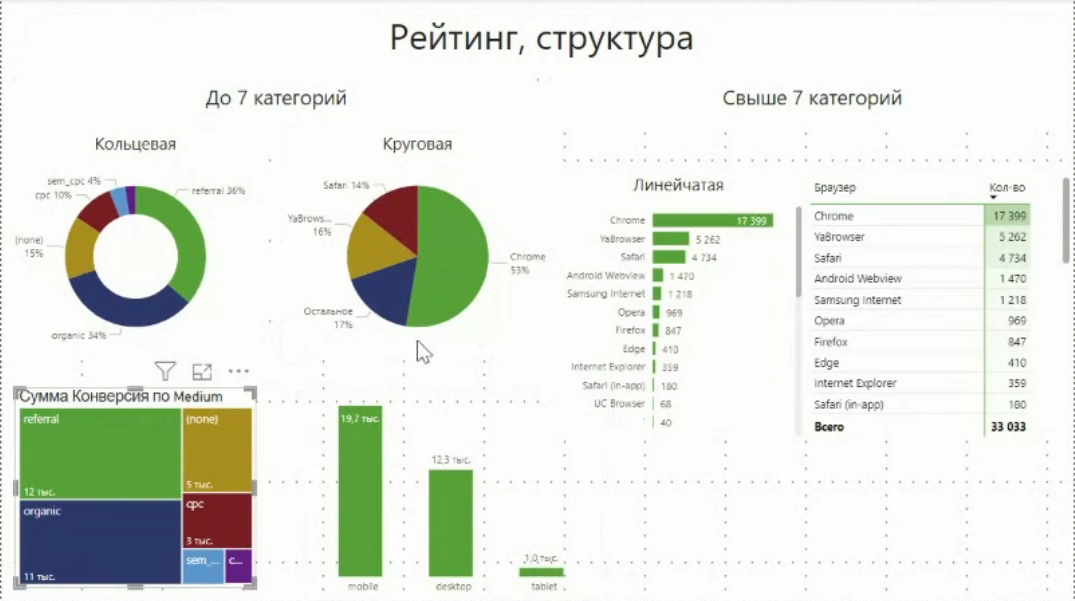 Рейтинг, структура
До 7 категорий
Свыше 7 категорий
Кольцевая
sem_cpc 4%
cpc 10%
referral 36%
(none)
15%
organic 34%
Круговая
Safari 14%
YaBrows...
16%
Chrome
53%
Остальное
17%
Линейчатая
Chrome 17 399
YaBrowser 5 262
Safari 4 734
Android Webview 1 470
Samsung Internet 1 218
Opera 969
Firefox 847
Edge 410
Internet Explorer 359
Safari (in-app) 180
UC Browser 68
40
Браузер Кол-во
Chrome 17 399
YaBrowser 5 262
Safari 4 734
Android Webview 1 470
Samsung Internet 1 218
Opera 969
Firefox 847
Edge 410
Internet Explorer 359
Safari (in-app) 180
Всего 33 033
Сумма Конверсия по Medium
referral
12 тыс.
(none)
5 тыс.
organic
11 тыс.
cpc
3 тыс.
sem_...
c...
19,7 тыс.
12,3 тыс.
1,0 тыс.
mobile
desktop
tablet